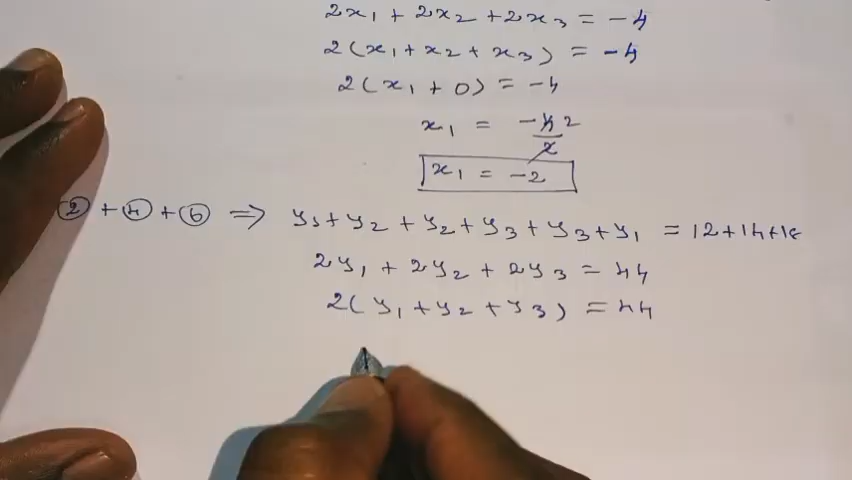 2x₁ + 2x₂ + 2x₃ = -4
2(x₁ + x₂ + x₃) = -4
2(x₁ + 0) = -4
x₁ = -4 2 / 2
x₁ = -2
② + ④ + ⑥ ⇒ y₁ + y₂ + y₂ + y₃ + y₃ + y₁ = 12+14+18
2y₁ + 2y₂ + 2y₃ = 44
2(y₁ + y₂ + y₃) = 44